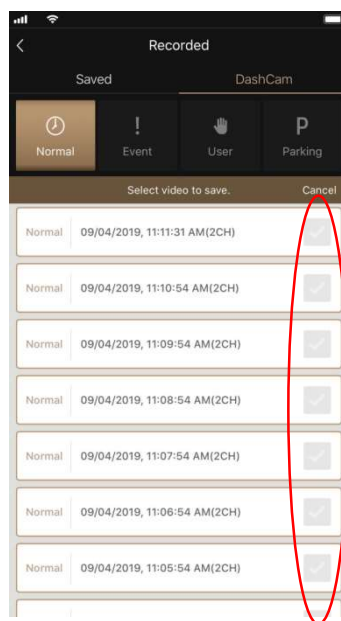 Recorded
Saved DashCam
! P
Normal Event User Parking
Select video to save. Cancel
Normal 09/04/2019, 11:11:31 AM(2CH)
Normal 09/04/2019, 11:10:54 AM(2CH)
Normal 09/04/2019, 11:09:54 AM(2CH)
Normal 09/04/2019, 11:08:54 AM(2CH)
Normal 09/04/2019, 11:07:54 AM(2CH)
Normal 09/04/2019, 11:06:54 AM(2CH)
Normal 09/04/2019, 11:05:54 AM(2CH)